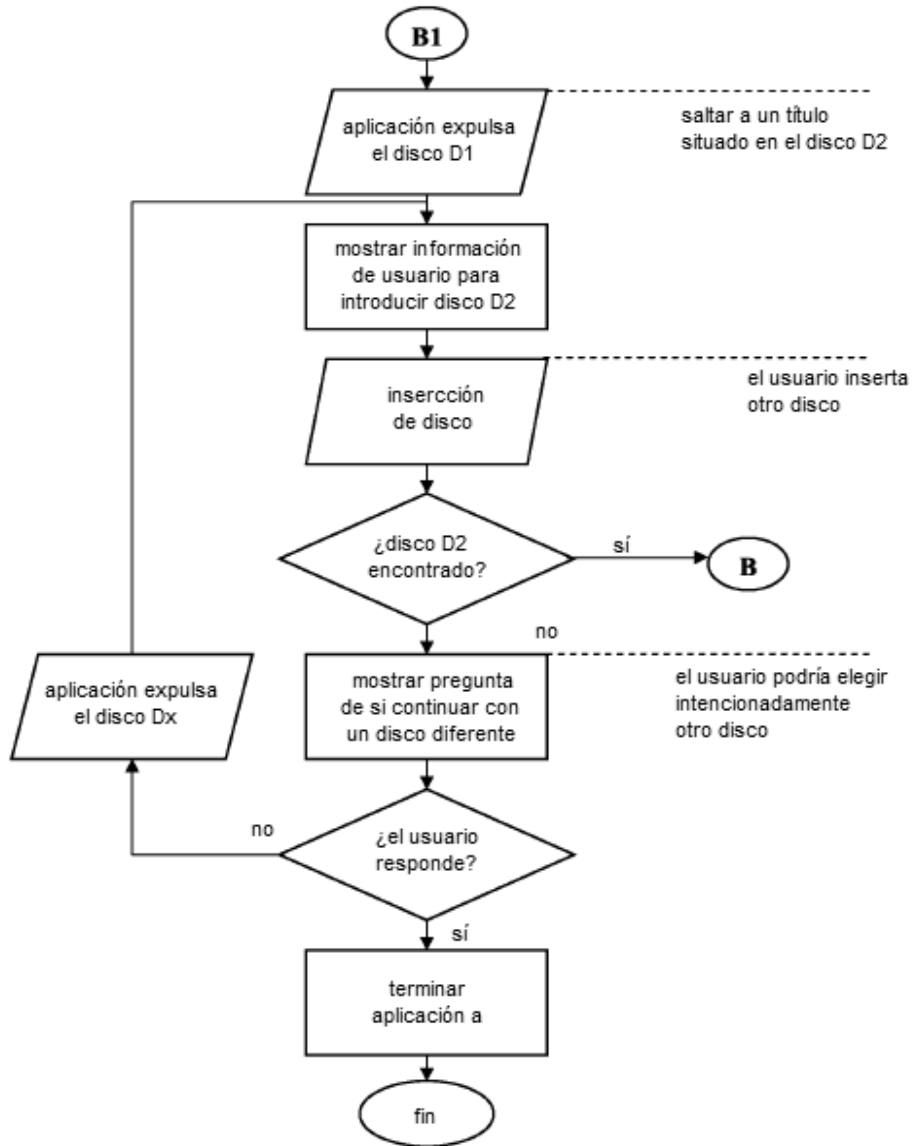 B1
aplicación expulsa
el disco D1
saltar a un título
situado en el disco D2
mostrar información
de usuario para
introducir disco D2
insercción
de disco
el usuario inserta
otro disco
¿disco D2
encontrado?
sí
B
no
mostrar pregunta
de si continuar con
un disco diferente
el usuario podría elegir
intencionadamente
otro disco
aplicación expulsa
el disco Dx
no
¿el usuario
responde?
sí
terminar
aplicación a
fin